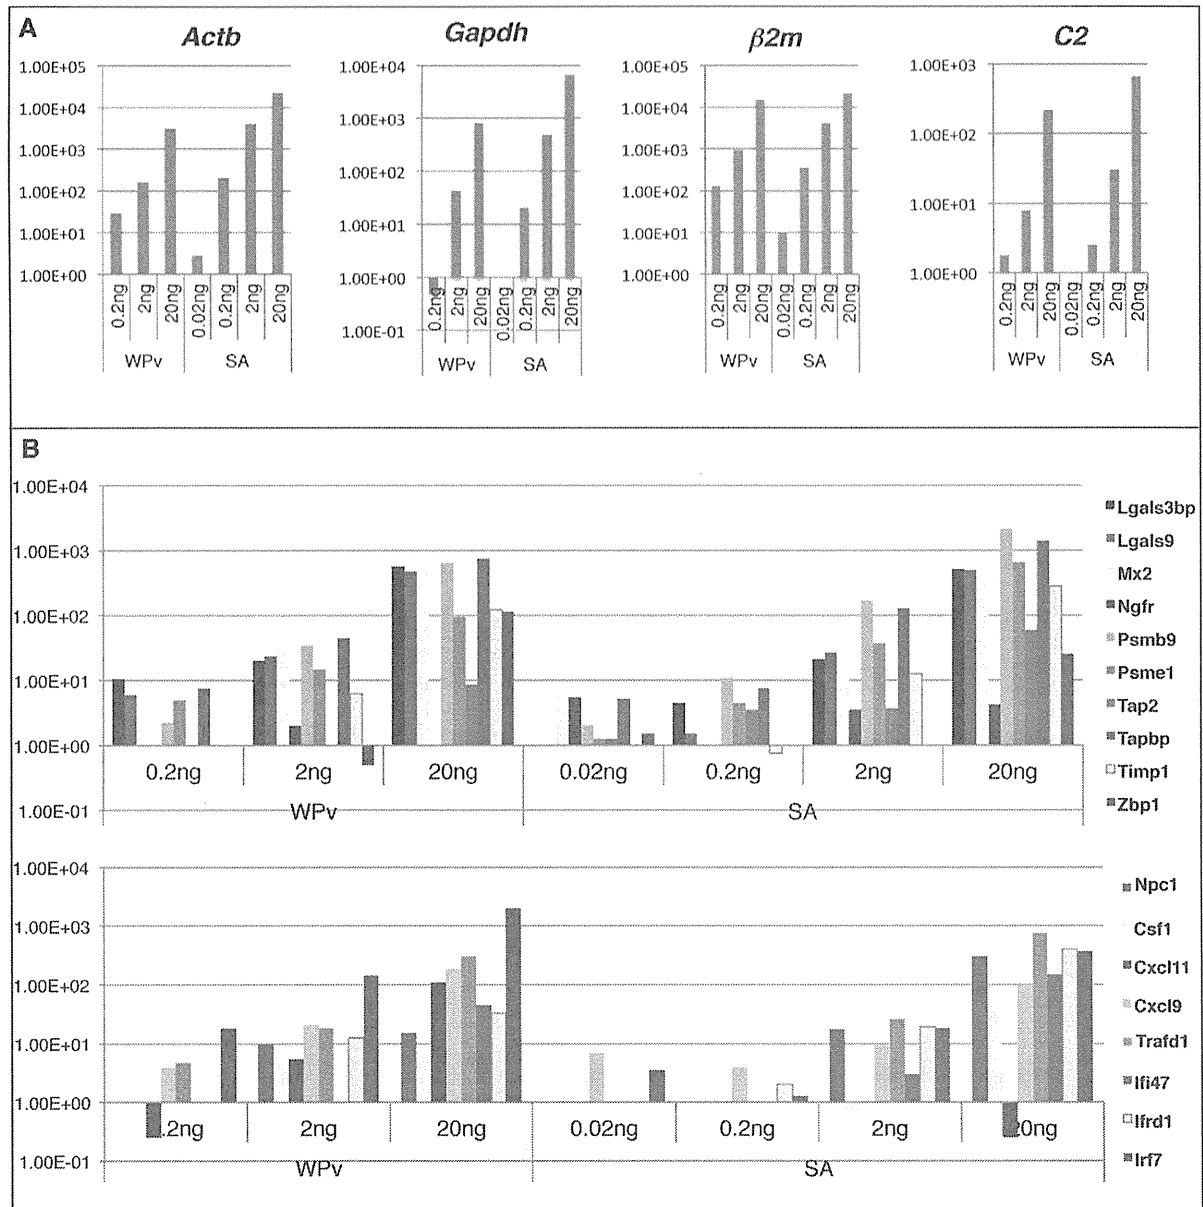 A
Actb Gapdh β2m C2
1.00E+05
1.00E+04
1.00E+03
1.00E+02
1.00E+01
1.00E+00
0.2ng 2ng 20ng 0.02ng 0.2ng 2ng 20ng
WPv SA
1.00E+04
1.00E+03
1.00E+02
1.00E+01
1.00E+00
1.00E-01
0.2ng 2ng 20ng 0.02ng 0.2ng 2ng 20ng
WPv SA
1.00E+05
1.00E+04
1.00E+03
1.00E+02
1.00E+01
1.00E+00
0.2ng 2ng 20ng 0.02ng 0.2ng 2ng 20ng
WPv SA
1.00E+03
1.00E+02
1.00E+01
1.00E+00
0.2ng 2ng 20ng 0.02ng 0.2ng 2ng 20ng
WPv SA
B
1.00E+04
1.00E+03
1.00E+02
1.00E+01
1.00E+00
1.00E-01
0.2ng 2ng 20ng 0.02ng 0.2ng 2ng 20ng
WPv SA
Lgals3bp
Lgals9
Mx2
Ngfr
Psmb9
Psme1
Tap2
Tapbp
Timp1
Zbp1
1.00E+04
1.00E+03
1.00E+02
1.00E+01
1.00E+00
1.00E-01
.2ng 2ng 20ng 0.02ng 0.2ng 2ng 20ng
WPv SA
Npc1
Csf1
Cxcl11
Cxcl9
Trafd1
Ifi47
Ifrd1
Irf7